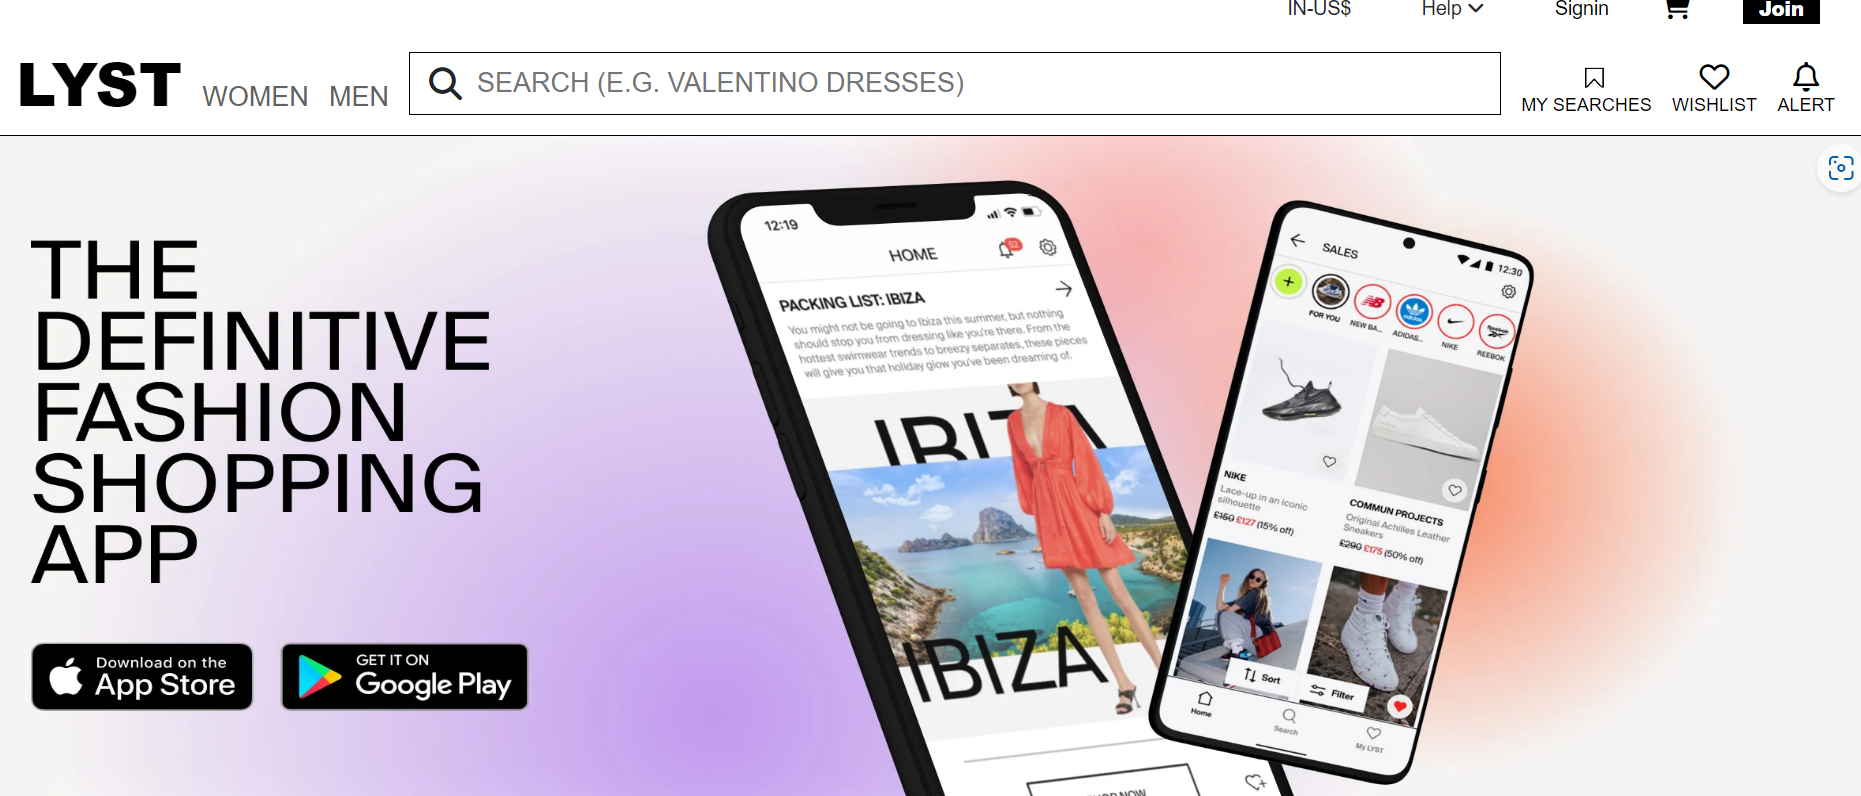 IN-US$
Help
Signin
Join
LYST
WOMEN
MEN
SEARCH (E.G. VALENTINO DRESSES)
MY SEARCHES
WISHLIST
ALERT
THE
DEFINITIVE
FASHION
SHOPPING
APP
Download on the
App Store
GET IT ON
Google Play
12:19
HOME
52
PACKING LIST: IBIZA
You might not be going to Ibiza this summer, but nothing
should stop you from dressing like you're there. From the
hottest swimwear trends to breezy separates, these pieces
will give you that holiday glow you've been dreaming of.
IBIZA
IBIZA
NOW
12:30
SALES
FOR YOU
NEW BA...
ADIDAS...
NIKE
Reebok
REEBOK
adidas
NIKE
Lace-up in an iconic
silhouette
£150 £127 (15% off)
COMMUN PROJECTS
Original Achilles Leather
Sneakers
£290 £175 (50% off)
Sort
Filter
Home
Search
My LYST